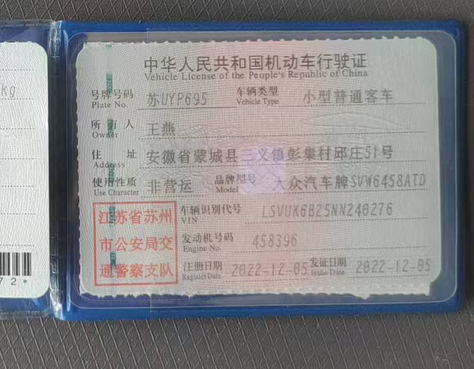 kg
中华人民共和国机动车行驶证
Vehicle License of the People's Republic of China
号牌号码 苏UYP695 车辆类型 小型普通客车
Plate No. Vehicle Type
所有人 王燕
Owner
住址 安徽省蒙城县三义镇彭集村邱庄51号
Address
使用性质 非营运 品牌型号 大众汽车牌SVW6458ATD
Use Character Model
车辆识别代号 LSVUK6B25NN240276
VIN
江苏省苏州
市公安局交
通警察支队
发动机号码 458396
Engine No.
注册日期 2022-12-05 发证日期 2022-12-05
Register Date Issue Date
72*